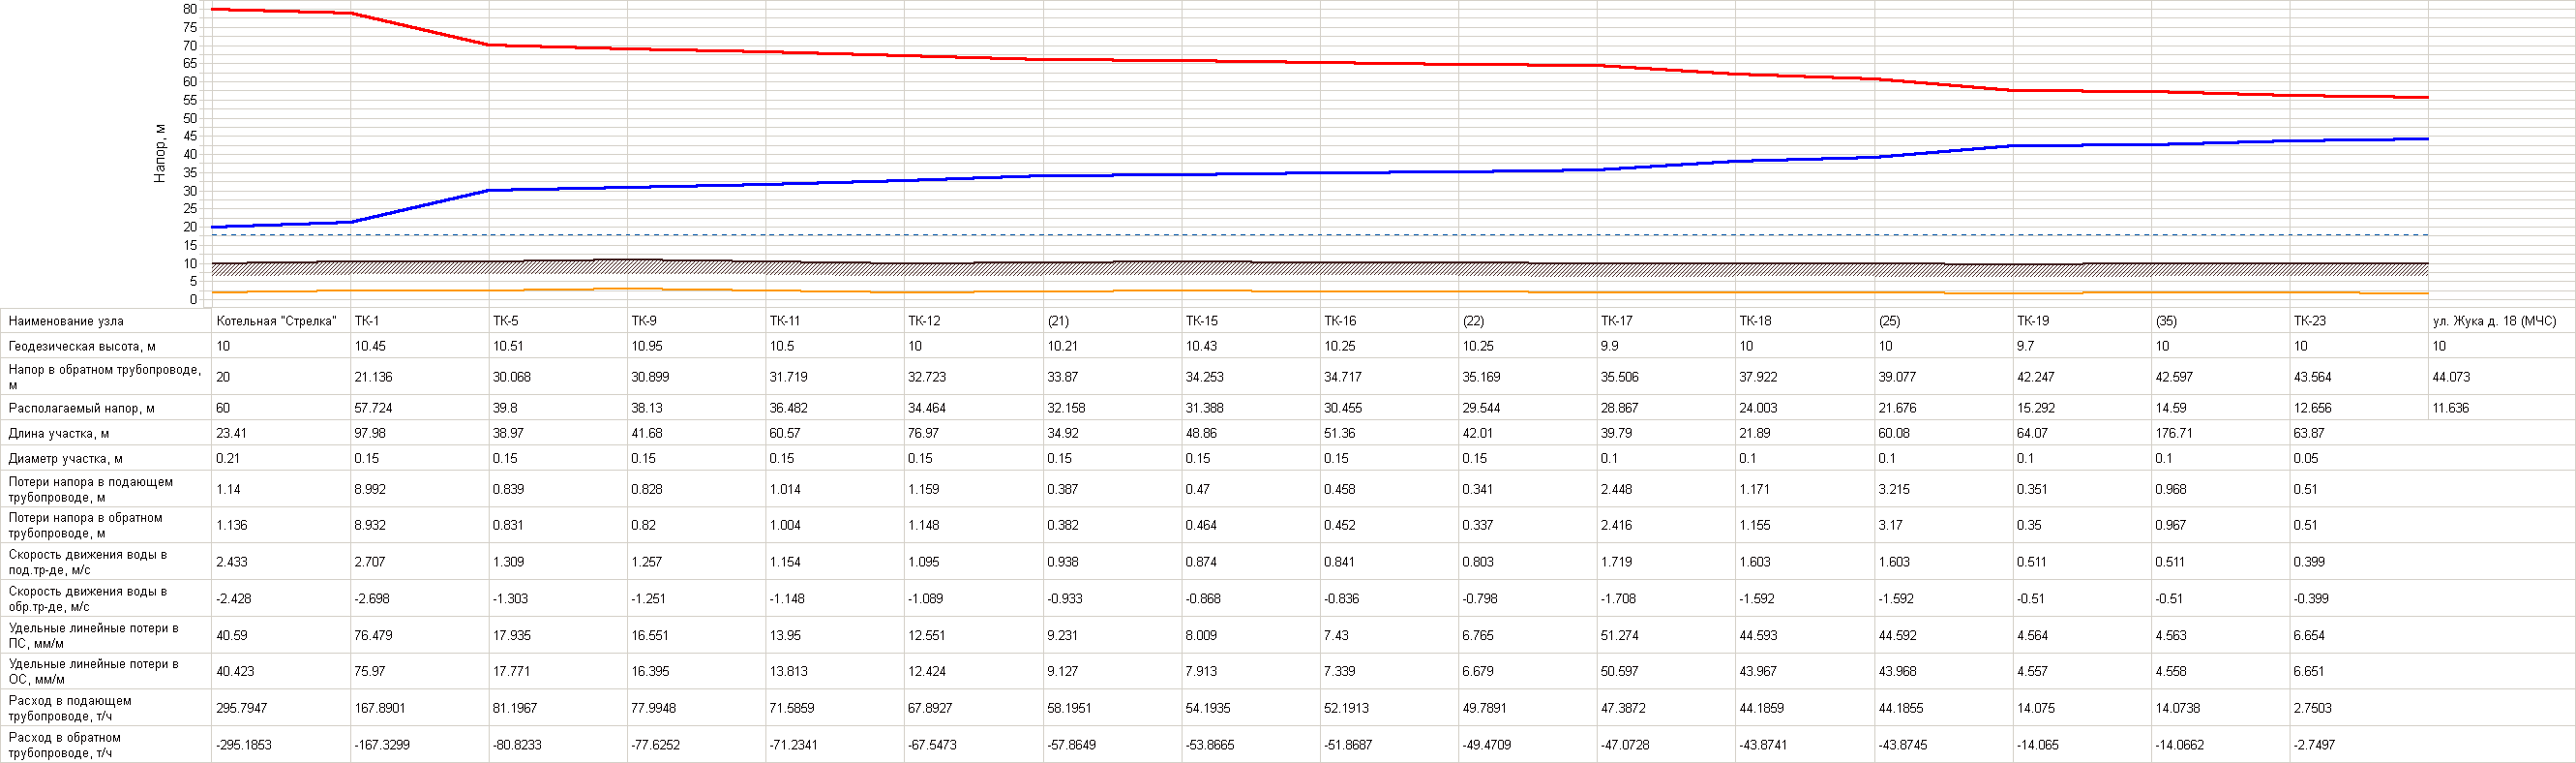 80
75
70
65
60
55
50
45
40
35
30
25
20
15
10
5
0
Напор, м
Наименование узла Котельная "Стрелка" ТК-1 ТК-5 ТК-9 ТК-11 ТК-12 (21) ТК-15 ТК-16 (22) ТК-17 ТК-18 (25) ТК-19 (35) ТК-23 ул. Жука д. 18 (МЧС)
Геодезическая высота, м 10 10.45 10.51 10.95 10.5 10 10.21 10.43 10.25 10.25 9.9 10 10 9.7 10 10 10
Напор в обратном трубопроводе,
м 20 21.136 30.068 30.899 31.719 32.723 33.87 34.253 34.717 35.169 35.506 37.922 39.077 42.247 42.597 43.564 44.073
Располагаемый напор, м 60 57.724 39.8 38.13 36.482 34.464 32.158 31.388 30.455 29.544 28.867 24.003 21.676 15.292 14.59 12.656 11.636
Длина участка, м 23.41 97.98 38.97 41.68 60.57 76.97 34.92 48.86 51.36 42.01 39.79 21.89 60.08 64.07 176.71 63.87
Диаметр участка, м 0.21 0.15 0.15 0.15 0.15 0.15 0.15 0.15 0.15 0.15 0.1 0.1 0.1 0.1 0.1 0.05
Потери напора в подающем
трубопроводе, м 1.14 8.992 0.839 0.828 1.014 1.159 0.387 0.47 0.458 0.341 2.448 1.171 3.215 0.351 0.968 0.51
Потери напора в обратном
трубопроводе, м 1.136 8.932 0.831 0.82 1.004 1.148 0.382 0.464 0.452 0.337 2.416 1.155 3.17 0.35 0.967 0.51
Скорость движения воды в
под.тр-де, м/с 2.433 2.707 1.309 1.257 1.154 1.095 0.938 0.874 0.841 0.803 1.719 1.603 1.603 0.511 0.511 0.399
Скорость движения воды в
обр.тр-де, м/с -2.428 -2.698 -1.303 -1.251 -1.148 -1.089 -0.933 -0.868 -0.836 -0.798 -1.708 -1.592 -1.592 -0.51 -0.51 -0.399
Удельные линейные потери в
ПС, мм/м 40.59 76.479 17.935 16.551 13.95 12.551 9.231 8.009 7.43 6.765 51.274 44.593 44.592 4.564 4.563 6.654
Удельные линейные потери в
ОС, мм/м 40.423 75.97 17.771 16.395 13.813 12.424 9.127 7.913 7.339 6.679 50.597 43.967 43.968 4.557 4.558 6.651
Расход в подающем
трубопроводе, т/ч 295.7947 167.8901 81.1967 77.9948 71.5859 67.8927 58.1951 54.1935 52.1913 49.7891 47.3872 44.1859 44.1855 14.075 14.0738 2.7503
Расход в обратном
трубопроводе, т/ч -295.1853 -167.3299 -80.8233 -77.6252 -71.2341 -67.5473 -57.8649 -53.8665 -51.8687 -49.4709 -47.0728 -43.8741 -43.8745 -14.065 -14.0662 -2.7497